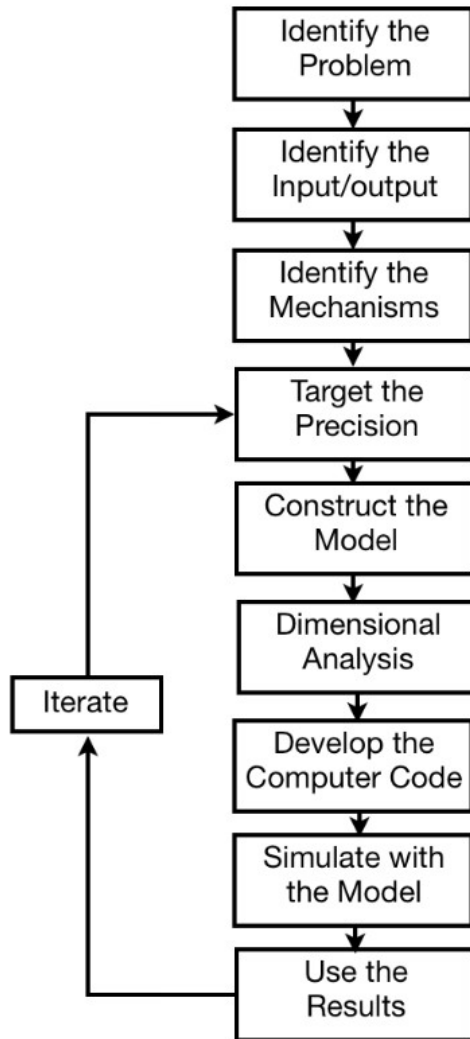 Identify the
Problem
Identify the
Input/output
Identify the
Mechanisms
Target the
Precision
Construct the
Model
Dimensional
Analysis
Iterate
Develop the
Computer Code
Simulate with
the Model
Use the
Results